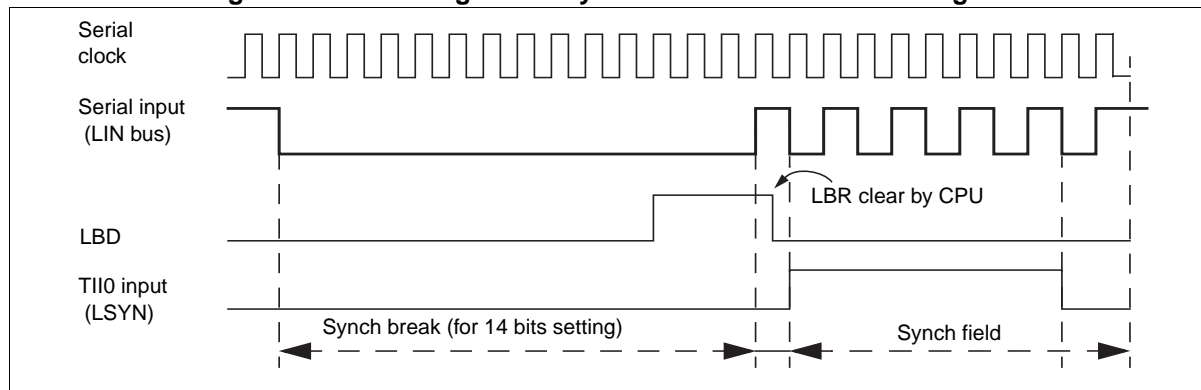 Serial
clock
Serial input
(LIN bus)
LBR clear by CPU
LBD
TII0 input
(LSYN)
Synch break (for 14 bits setting)
Synch field